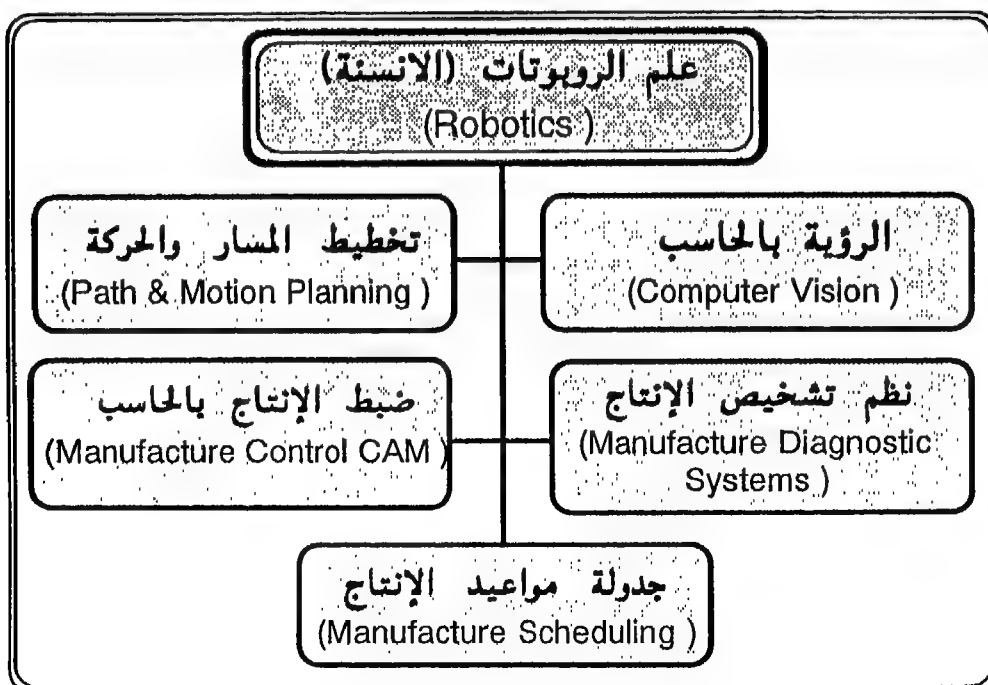 علم الروبوتات (الانسنة)
(Robotics )
الرؤية بالحاسب
(Computer Vision )
تخطيط المسار والحركة
(Path & Motion Planning )
نظم تشخيص الإنتاج
(Manufacture Diagnostic
Systems )
ضبط الإنتاج بالحاسب
(Manufacture Control CAM )
جدولة مواعيد الإنتاج
(Manufacture Scheduling )